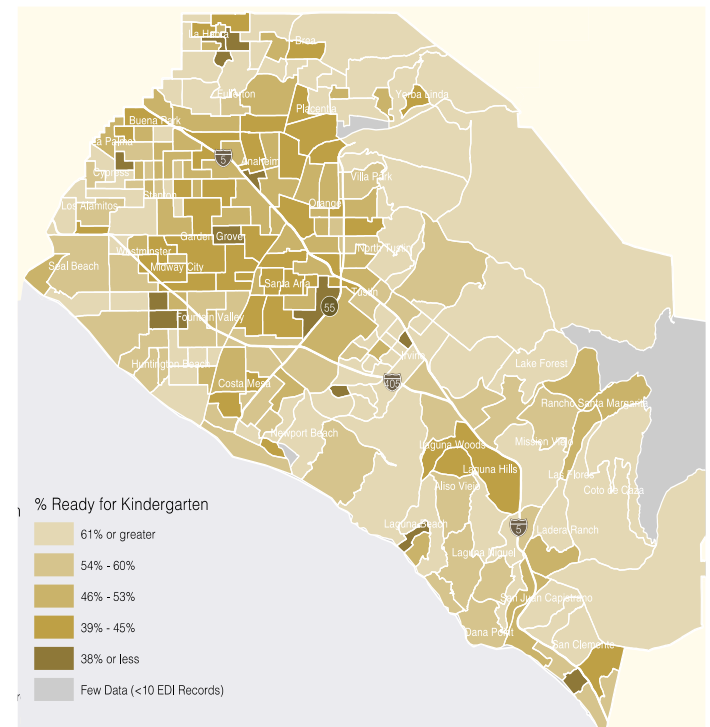 La Habra
Brea
Fullerton
Placentia
Yorba Linda
Buena Park
La Palma
5
Anaheim
Cypress
Villa Park
Stanton
Los Alamitos
Orange
Garden Grove
Westminster
North Tustin
Seal Beach
Midway City
Santa Ana
Tustin
55
Fountain Valley
Irvine
Huntington Beach
Lake Forest
Costa Mesa
405
Rancho Santa Margarita
Newport Beach
Laguna Woods
Mission Viejo
Laguna Hills
Las Flores
Aliso Viejo
Coto de Caza
Laguna Beach
5
Ladera Ranch
Laguna Niguel
San Juan Capistrano
Dana Point
San Clemente
% Ready for Kindergarten
61% or greater
54% - 60%
46% - 53%
39% - 45%
38% or less
Few Data (<10 EDI Records)